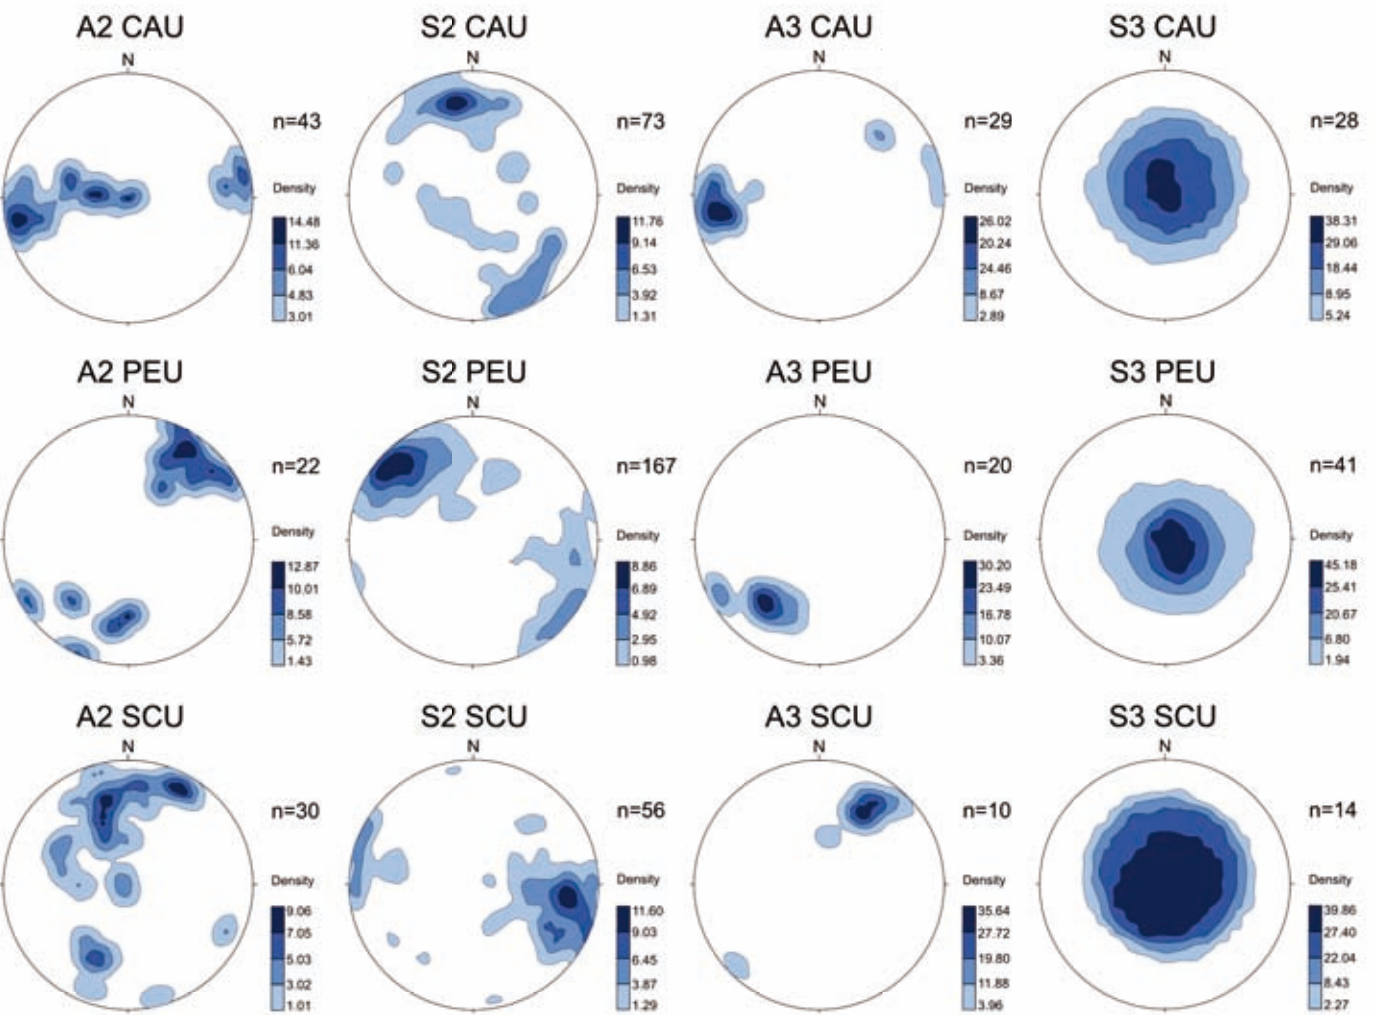 A2 CAU
S2 CAU
A3 CAU
S3 CAU
N
N
N
N
n=43
n=73
n=29
n=28
Density
Density
Density
Density
14.48
11.36
6.04
4.83
3.01
11.76
9.14
6.53
3.92
1.31
26.02
20.24
24.46
8.67
2.89
38.31
29.06
18.44
8.95
5.24
A2 PEU
S2 PEU
A3 PEU
S3 PEU
N
N
N
N
n=22
n=167
n=20
n=41
Density
Density
Density
Density
12.87
10.01
8.58
5.72
1.43
8.86
6.89
4.92
2.95
0.98
30.20
23.49
16.78
10.07
3.36
45.18
25.41
20.67
6.80
1.94
A2 SCU
S2 SCU
A3 SCU
S3 SCU
N
N
N
N
n=30
n=56
n=10
n=14
Density
Density
Density
Density
9.06
7.05
5.03
3.02
1.01
11.60
9.03
6.45
3.87
1.29
35.64
27.72
19.80
11.88
3.96
39.86
27.40
22.04
8.43
2.27